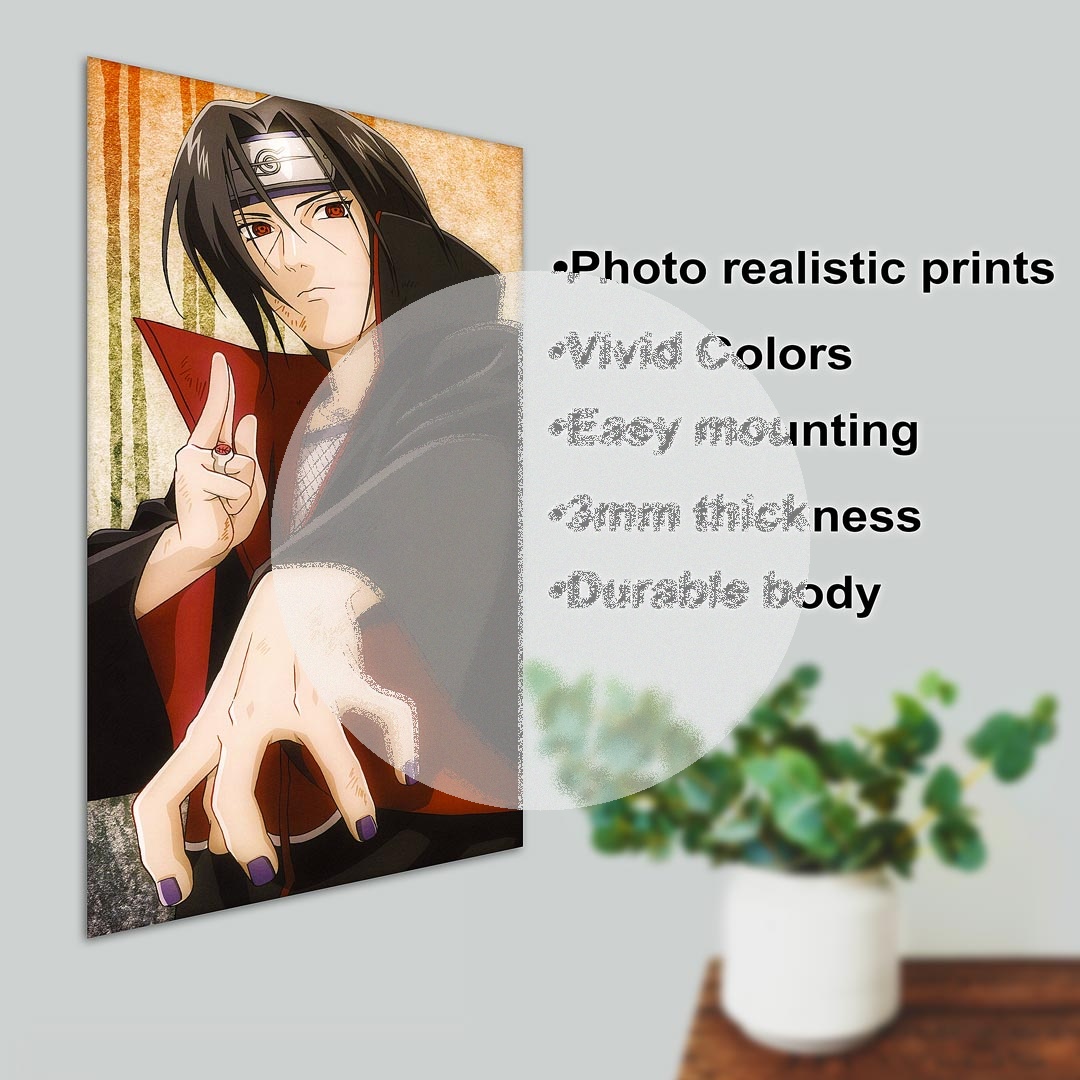 •Photo realistic prints
•Vivid Colors
•Easy mounting
•3mm thickness
•Durable body